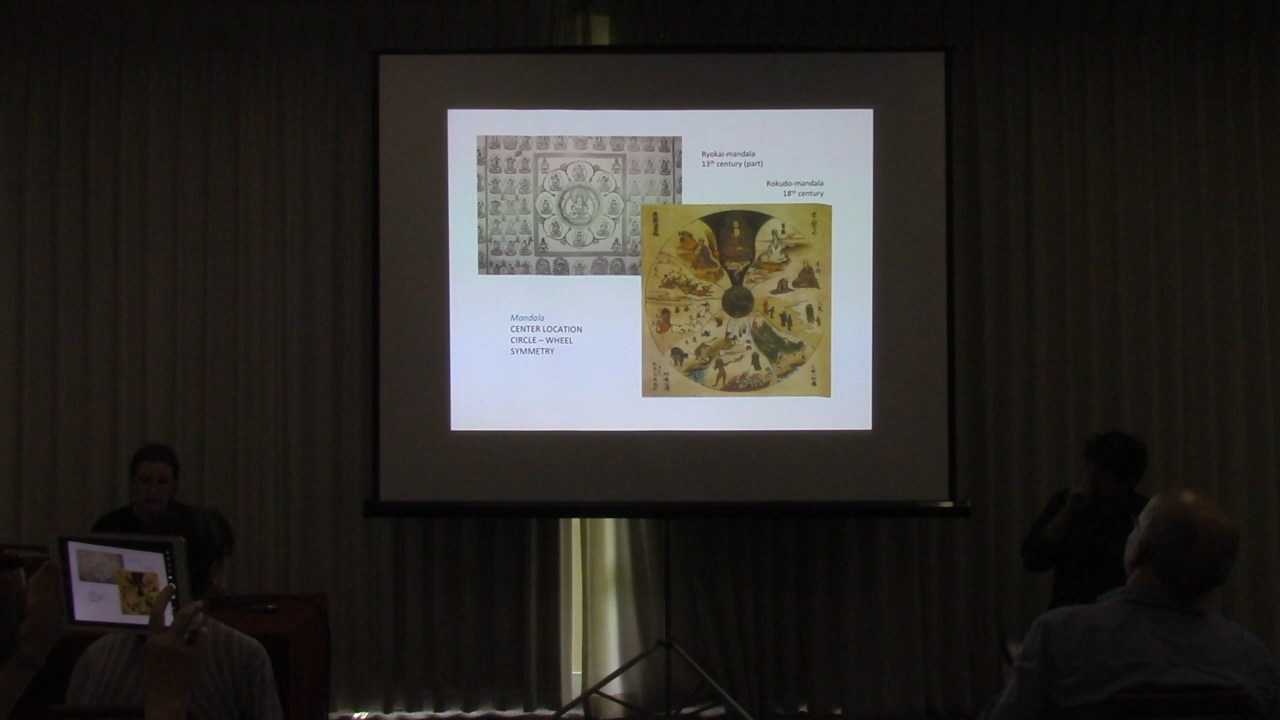 Ryokai-mandala
13th century (part)
Rokudo-mandala
18th century
Mandala
CENTER LOCATION
CIRCLE – WHEEL
SYMMETRY